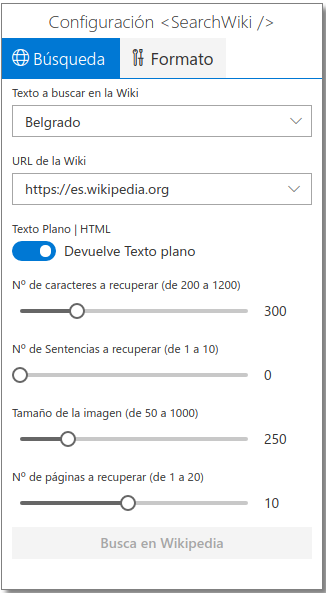 Configuración <SearchWiki />
Búsqueda Formato
Texto a buscar en la Wiki
Belgrado
URL de la Wiki
https://es.wikipedia.org
Texto Plano | HTML
Devuelve Texto plano
Nº de caracteres a recuperar (de 200 a 1200)
300
Nº de Sentencias a recuperar (de 1 a 10)
0
Tamaño de la imagen (de 50 a 1000)
250
Nº de páginas a recuperar (de 1 a 20)
10
Busca en Wikipedia